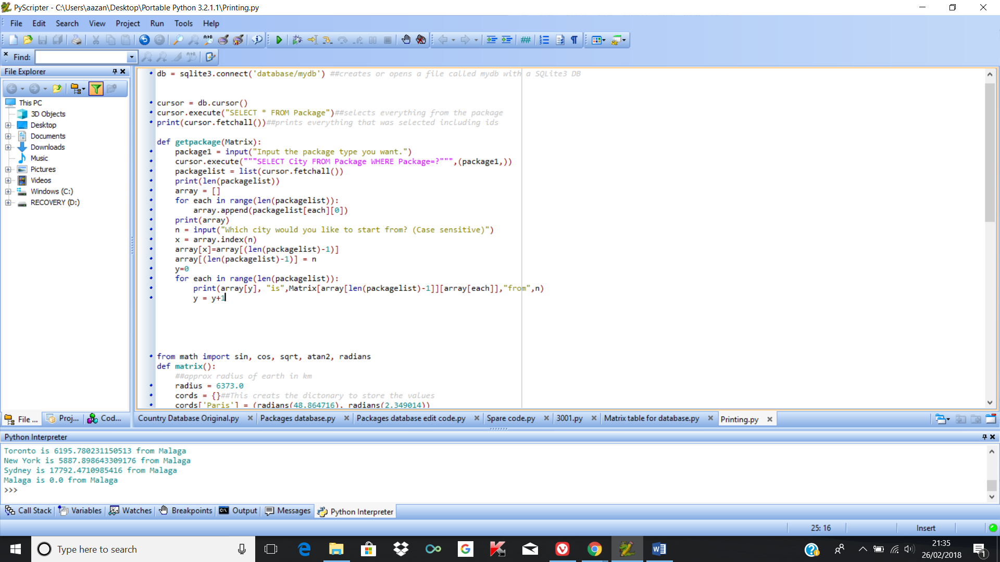 PyScripter - C:\Users\aazan\Desktop\Portable Python 3.2.1.1\Printing.py
File Edit Search View Project Run Tools Help
Find:
File Explorer
This PC
3D Objects
Desktop
Documents
Downloads
Music
Pictures
Videos
Windows (C:)
RECOVERY (D:)
File ... Proj... Cod...
db = sqlite3.connect('database/mydb') ##creates or opens a file called mydb with a SQLite3 DB
cursor = db.cursor()
cursor.execute("SELECT * FROM Package")##selects everything from the package
print(cursor.fetchall())##prints everything that was selected including ids
def getpackage(Matrix):
    package1 = input("Input the package type you want.")
    cursor.execute("""SELECT City FROM Package WHERE Package=?""",(package1,))
    packagelist = list(cursor.fetchall())
    print(len(packagelist))
    array = []
    for each in range(len(packagelist)):
        array.append(packagelist[each][0])
    print(array)
    n = input("Which city would you like to start from? (Case sensitive)")
    x = array.index(n)
    array[x]=array[(len(packagelist)-1)]
    array[(len(packagelist)-1)] = n
    y=0
    for each in range(len(packagelist)):
        print(array[y], "is",Matrix[array[len(packagelist)-1]][array[each]],"from",n)
        y = y+1
from math import sin, cos, sqrt, atan2, radians
def matrix():
    ##approx radius of earth in km
    radius = 6373.0
    cords = {}##This creats the dictonary to store the values
    cords['Paris'] = (radians(48.864716), radians(2.349014))
Country Database Original.py Packages database.py Packages database edit code.py Spare code.py 3001.py Matrix table for database.py Printing.py
Python Interpreter
Toronto is 6195.780231150513 from Malaga
New York is 5887.898643309176 from Malaga
Sydney is 17792.4710985416 from Malaga
Malaga is 0.0 from Malaga
>>>
Call Stack Variables Watches Breakpoints Output Messages Python Interpreter
25: 16 Insert
Type here to search
21:35
26/02/2018
1